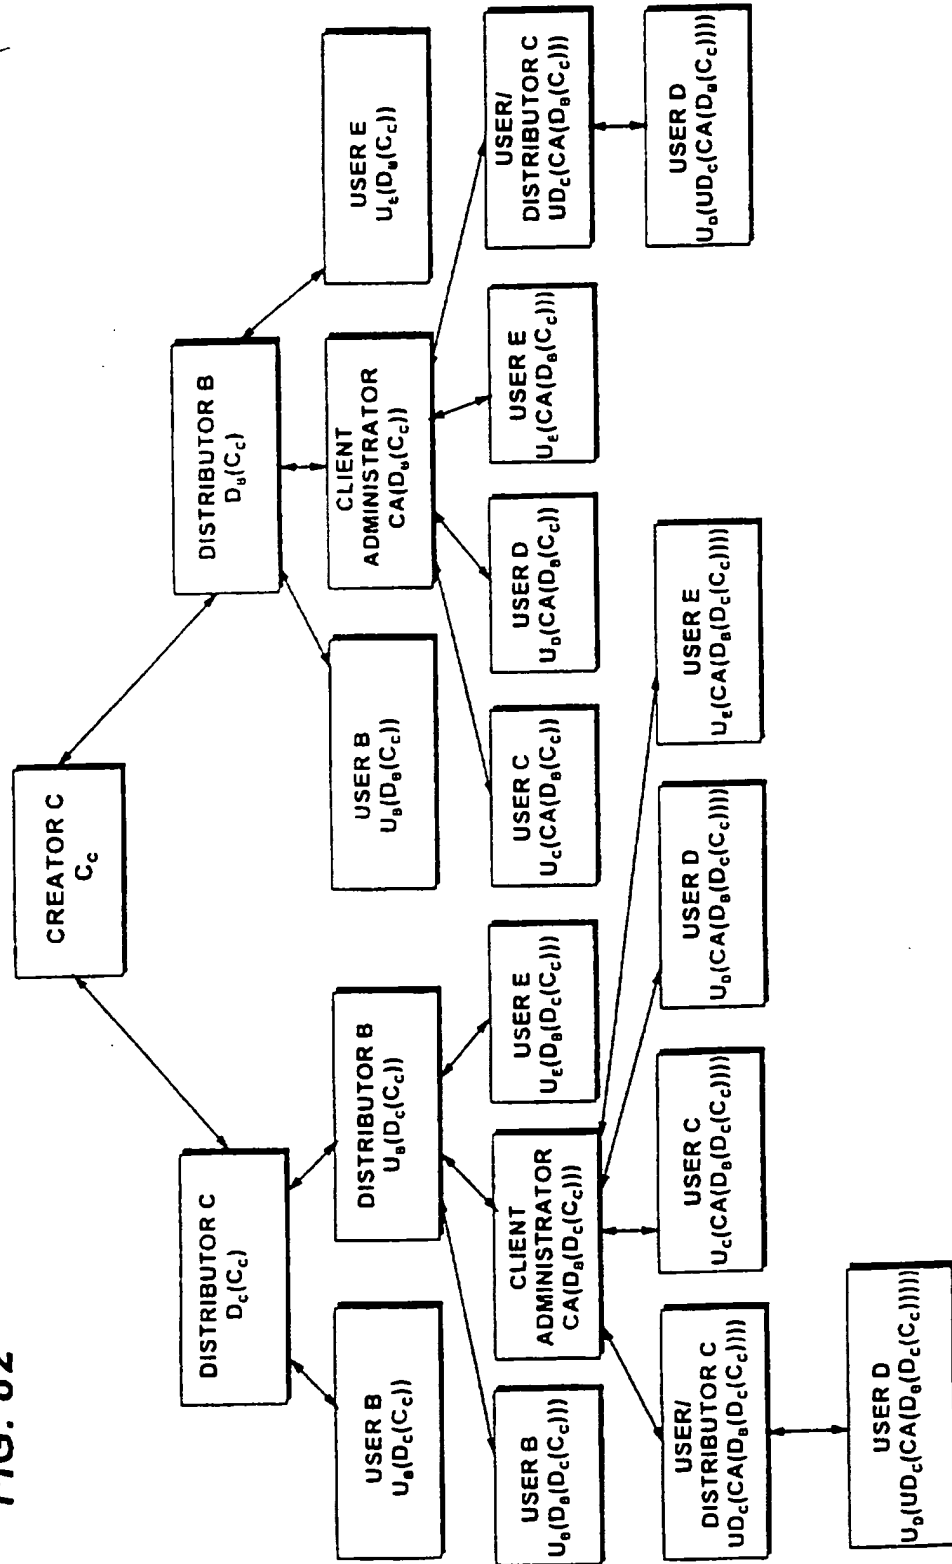 FIG. 82
CREATOR C
C_C
DISTRIBUTOR C
D_C(C_C)
DISTRIBUTOR B
D_B(C_C)
USER B
U_B(D_C(C_C))
DISTRIBUTOR B
U_B(D_C(C_C))
USER B
U_B(D_B(C_C))
CLIENT
ADMINISTRATOR
CA(D_B(C_C))
USER E
U_E(D_B(C_C))
USER B
U_B(D_B(D_C(C_C)))
CLIENT
ADMINISTRATOR
CA(D_B(D_C(C_C)))
USER E
U_E(D_B(D_C(C_C)))
USER C
U_C(CA(D_B(C_C)))
USER D
U_D(CA(D_B(C_C)))
USER E
U_E(CA(D_B(C_C)))
USER/
DISTRIBUTOR C
UD_C(CA(D_B(C_C)))
USER/
DISTRIBUTOR C
UD_C(CA(D_B(D_C(C_C))))
USER C
U_C(CA(D_B(D_C(C_C))))
USER D
U_D(CA(D_B(D_C(C_C))))
USER E
U_E(CA(D_B(D_C(C_C))))
USER D
U_D(UD_C(CA(D_B(C_C))))
USER D
U_D(UD_C(CA(D_B(D_C(C_C)))))